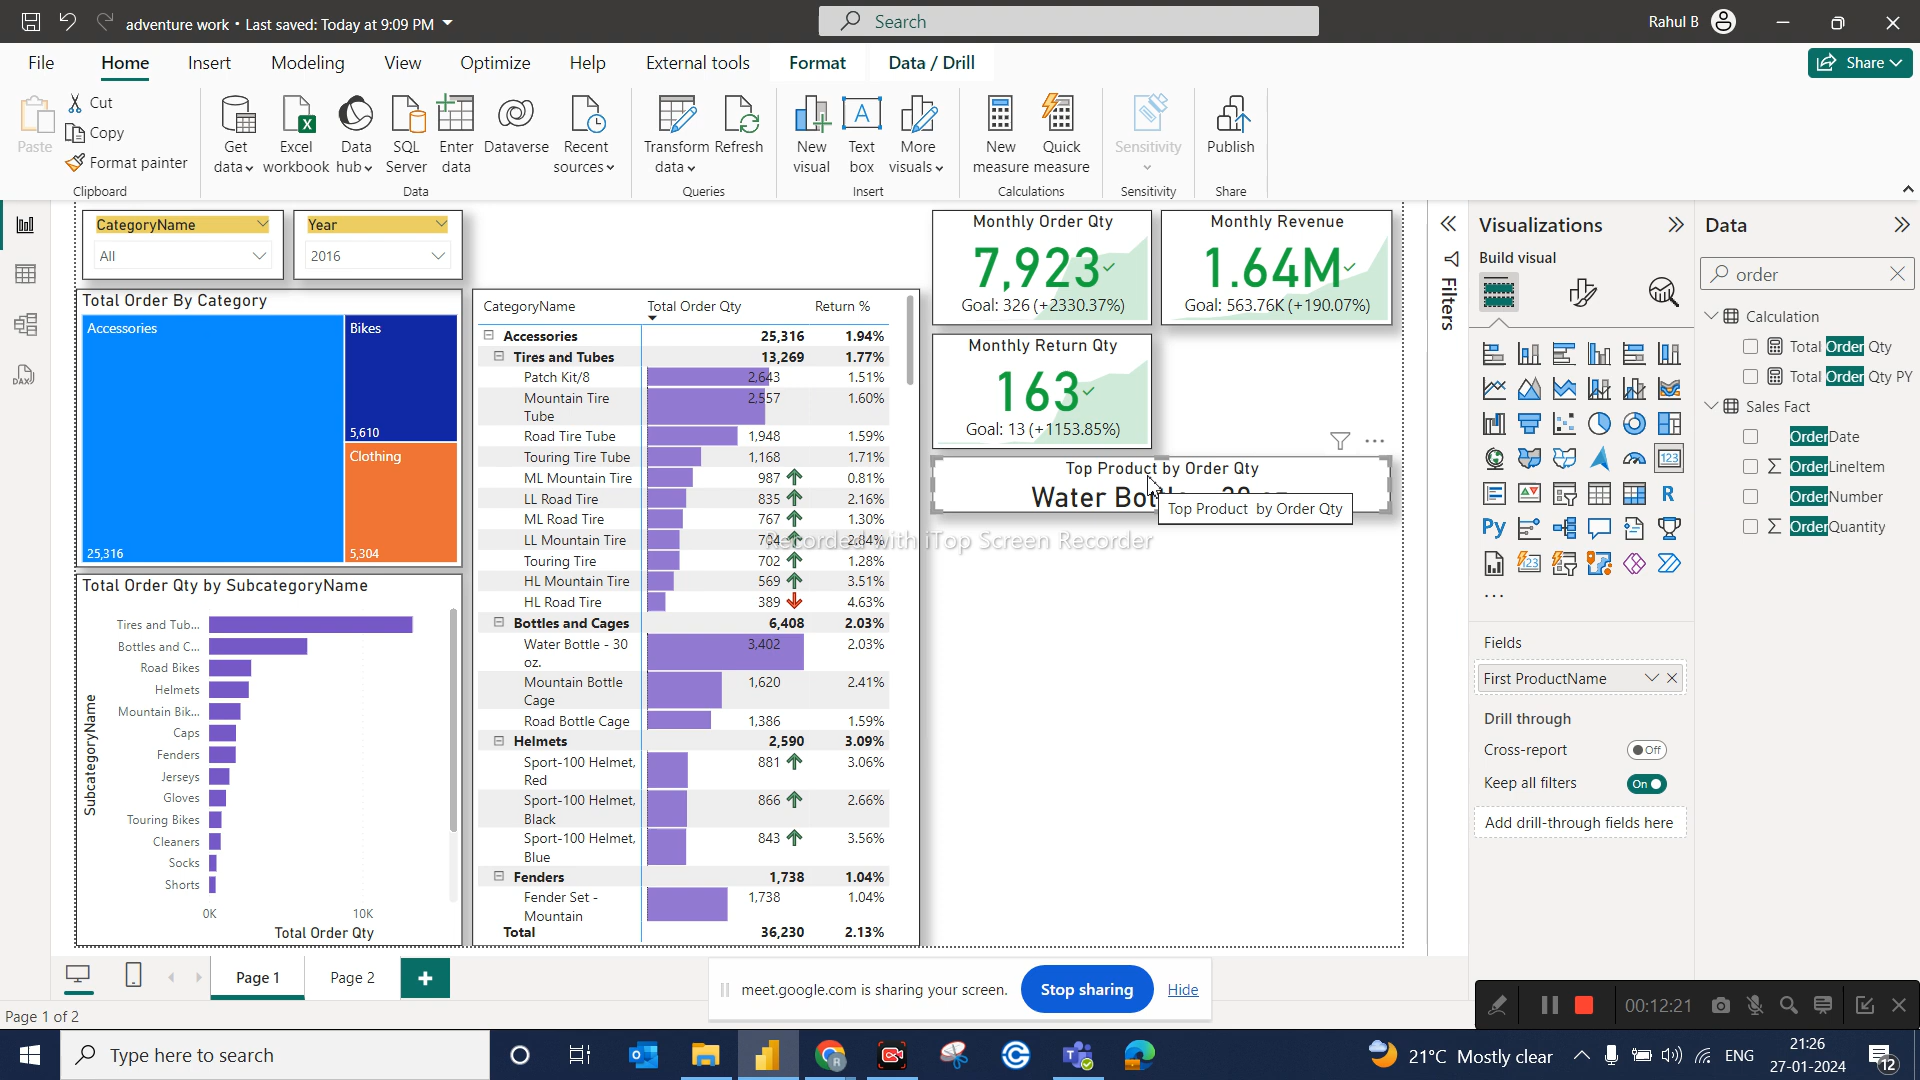 adventure work • Last saved: Today at 9:09 PM
Search
Rahul B
File Home Insert Modeling View Optimize Help External tools Format Data / Drill
Share
Paste
Cut
Copy
Format painter
Clipboard
Get data
Excel workbook
Data hub
SQL Server
Enter data
Dataverse
Recent sources
Data
Transform data
Refresh
Queries
New visual
Text box
More visuals
Insert
New measure
Quick measure
Calculations
Sensitivity
Sensitivity
Publish
Share
CategoryName
All
Year
2016
Total Order By Category
Accessories
25,316
Bikes
5,610
Clothing
5,304
Total Order Qty by SubcategoryName
SubcategoryName
Tires and Tub...
Bottles and C...
Road Bikes
Helmets
Mountain Bik...
Caps
Fenders
Jerseys
Gloves
Touring Bikes
Cleaners
Socks
Shorts
0K 10K
Total Order Qty
CategoryName Total Order Qty Return %
Accessories 25,316 1.94%
Tires and Tubes 13,269 1.77%
Patch Kit/8 2,643 1.51%
Mountain Tire Tube 2,557 1.60%
Road Tire Tube 1,948 1.59%
Touring Tire Tube 1,168 1.71%
ML Mountain Tire 987 0.81%
LL Road Tire 835 2.16%
ML Road Tire 767 1.30%
LL Mountain Tire 704 2.84%
Touring Tire 702 1.28%
HL Mountain Tire 569 3.51%
HL Road Tire 389 4.63%
Bottles and Cages 6,408 2.03%
Water Bottle - 30 oz. 3,402 2.03%
Mountain Bottle Cage 1,620 2.41%
Road Bottle Cage 1,386 1.59%
Helmets 2,590 3.09%
Sport-100 Helmet, Red 881 3.06%
Sport-100 Helmet, Black 866 2.66%
Sport-100 Helmet, Blue 843 3.56%
Fenders 1,738 1.04%
Fender Set - Mountain 1,738 1.04%
Total 36,230 2.13%
Monthly Order Qty
7,923
Goal: 326 (+2330.37%)
Monthly Revenue
1.64M
Goal: 563.76K (+190.07%)
Monthly Return Qty
163
Goal: 13 (+1153.85%)
Top Product by Order Qty
Water
Top Product by Order Qty
Recorded with iTop Screen Recorder
Filters
Visualizations
Build visual
123
R
Py
123
...
Fields
First ProductName
Drill through
Cross-report Off
Keep all filters On
Add drill-through fields here
Data
order
Calculation
Total Order Qty
Total Order Qty PY
Sales Fact
OrderDate
OrderLineItem
OrderNumber
OrderQuantity
DAX
Page 1
Page 2
+
Page 1 of 2
meet.google.com is sharing your screen.
Stop sharing
Hide
00:12:21
Type here to search
21°C Mostly clear
ENG
21:26
27-01-2024
12